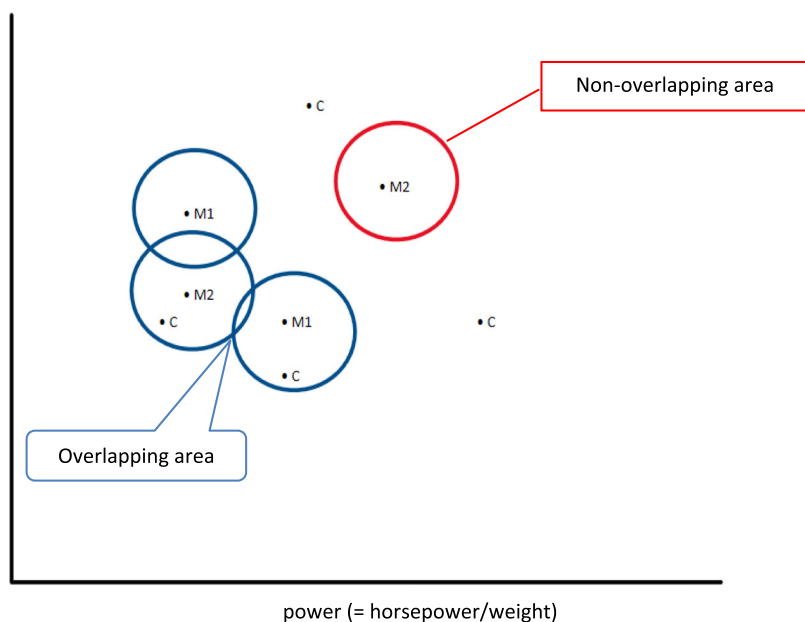 Non-overlapping area
C
M2
M1
M2
C
M1
C
C
Overlapping area
power (= horsepower/weight)